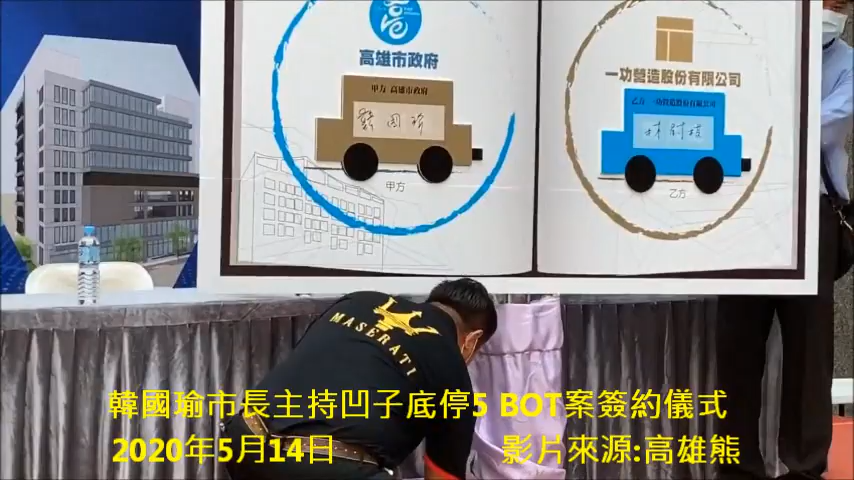 高雄市政府
甲方 高雄市政府
韓國瑜
甲方
一功營造股份有限公司
乙方 一功營造股份有限公司
乙方
MASERATI
韓國瑜市長主持凹子底停5 BOT案簽約儀式
2020年5月14日 影片來源:高雄熊